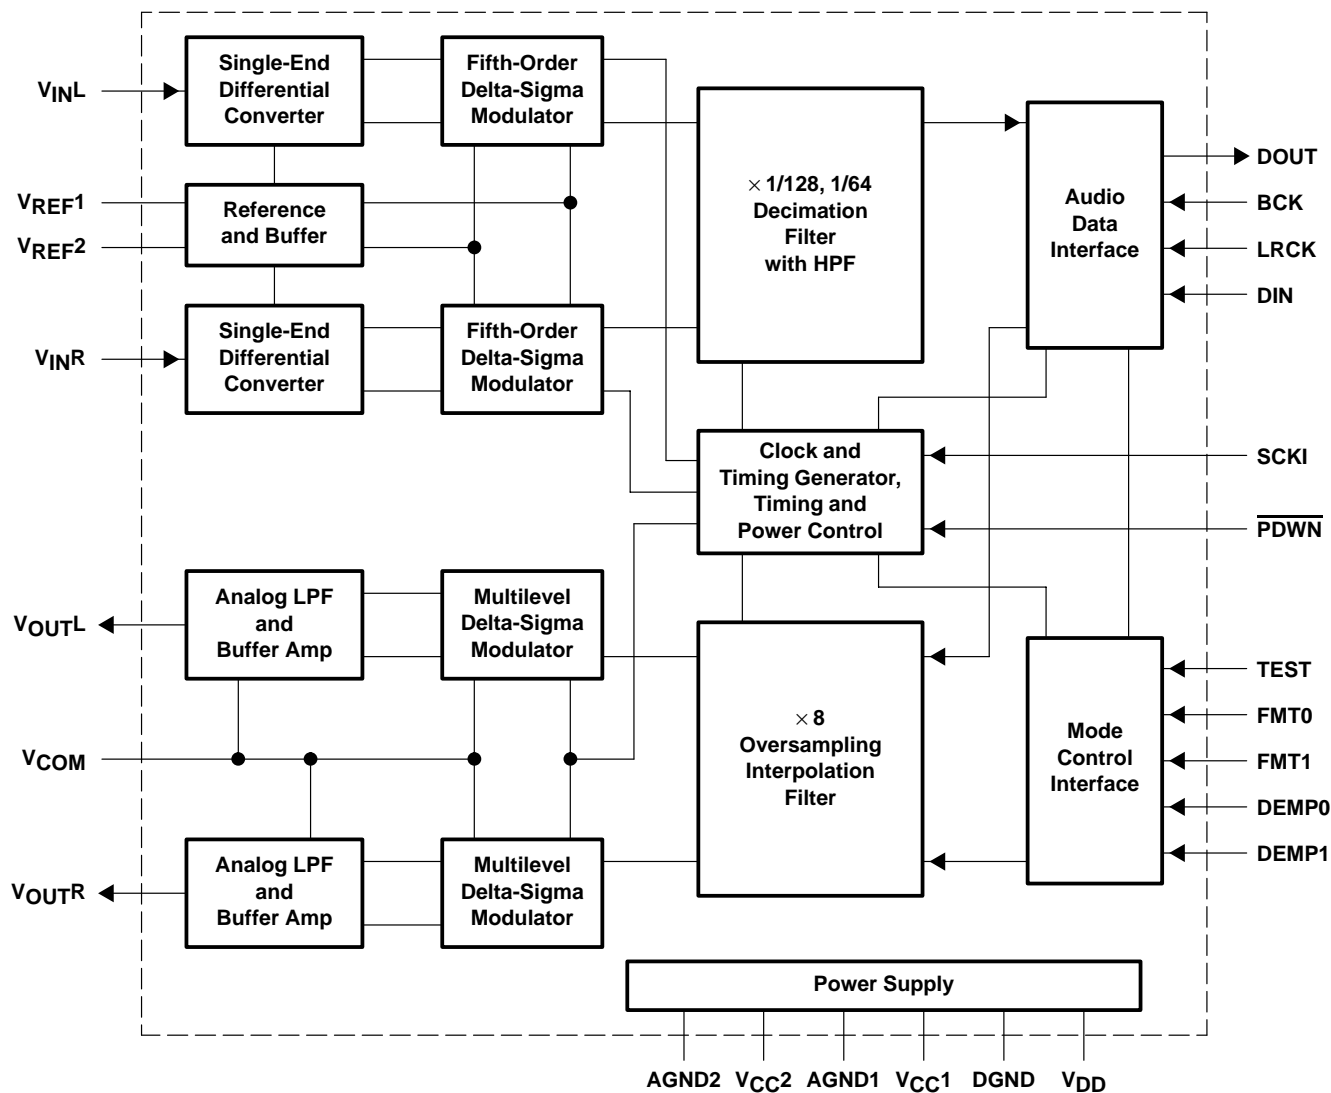 Single-End
Differential
Converter
Fifth-Order
Delta-Sigma
Modulator
VINL
× 1/128, 1/64
Decimation
Filter
with HPF
Audio
Data
Interface
DOUT
BCK
LRCK
DIN
VREF1
VREF2
Reference
and Buffer
Single-End
Differential
Converter
Fifth-Order
Delta-Sigma
Modulator
VINR
Clock and
Timing Generator,
Timing and
Power Control
SCKI
PDWN
Analog LPF
and
Buffer Amp
Multilevel
Delta-Sigma
Modulator
VOUTL
VCOM
× 8
Oversampling
Interpolation
Filter
Mode
Control
Interface
TEST
FMT0
FMT1
DEMP0
DEMP1
Analog LPF
and
Buffer Amp
Multilevel
Delta-Sigma
Modulator
VOUTR
Power Supply
AGND2
VCC2
AGND1
VCC1
DGND
VDD